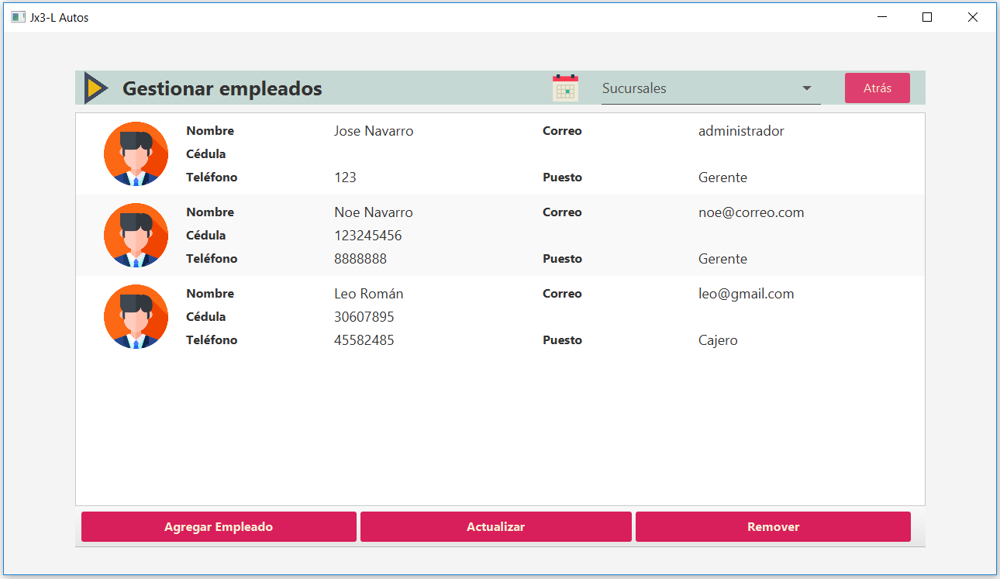 Jx3-L Autos
Gestionar empleados Sucursales Atrás
Nombre Jose Navarro Correo administrador
Cédula
Teléfono 123 Puesto Gerente
Nombre Noe Navarro Correo noe@correo.com
Cédula 123245456
Teléfono 8888888 Puesto Gerente
Nombre Leo Román Correo leo@gmail.com
Cédula 30607895
Teléfono 45582485 Puesto Cajero
Agregar Empleado Actualizar Remover